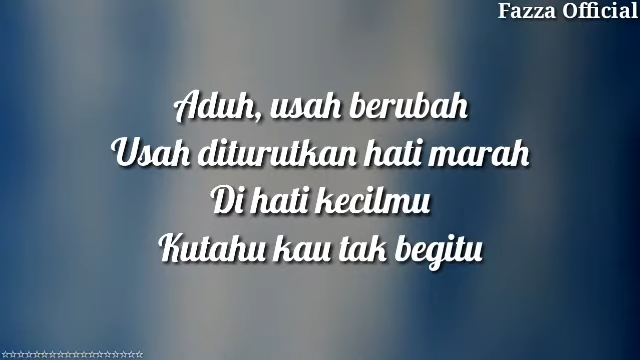 Fazza Official
Aduh, usah berubah
Usah diturutkan hati marah
Di hati kecilmu
Kutahu kau tak begitu